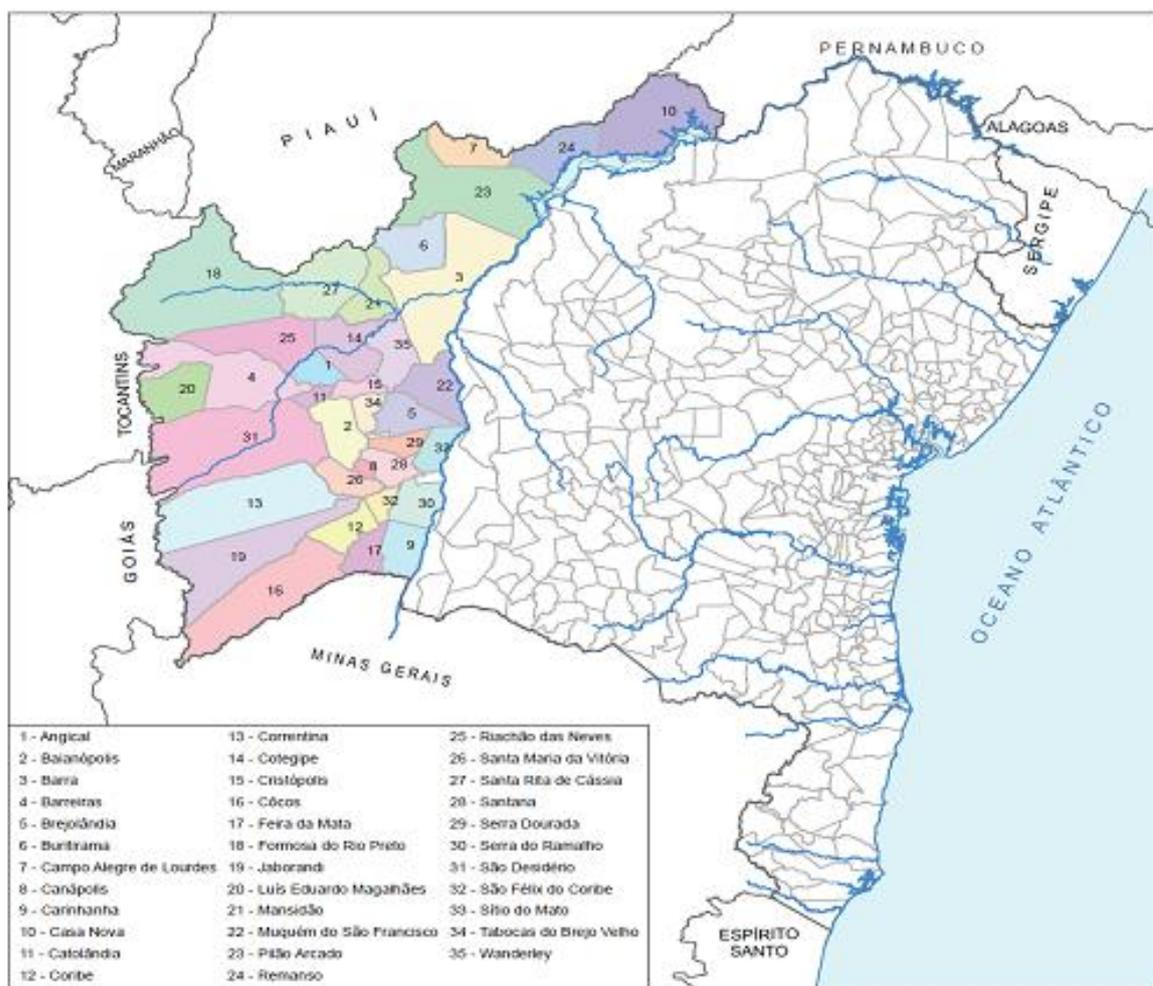 PERNAMBUCO
PIAUÍ
MARANHÃO
ALAGOAS
SERGIPE
TOCANTINS
GOIÁS
OCEANO ATLÂNTICO
MINAS GERAIS
ESPÍRITO
SANTO
10
7
24
23
6
18
3
27
21
25
14
35
1
20
4
15
22
11
34
5
2
31
29
33
8
28
26
13
32
30
12
17
9
19
16
1 - Angical
2 - Baianópolis
3 - Barra
4 - Barreiras
5 - Brejolândia
6 - Buritirama
7 - Campo Alegre de Lourdes
8 - Canápolis
9 - Carinhanha
10 - Casa Nova
11 - Catolândia
12 - Coribe
13 - Correntina
14 - Cotegipe
15 - Cristópolis
16 - Côcos
17 - Feira da Mata
18 - Formosa do Rio Preto
19 - Jaborandi
20 - Luís Eduardo Magalhães
21 - Mansidão
22 - Muquém do São Francisco
23 - Pilão Arcado
24 - Remanso
25 - Riachão das Neves
26 - Santa Maria da Vitória
27 - Santa Rita de Cássia
28 - Santana
29 - Serra Dourada
30 - Serra do Ramalho
31 - São Desidério
32 - São Félix do Coribe
33 - Sítio do Mato
34 - Tabocas do Brejo Velho
35 - Wanderley